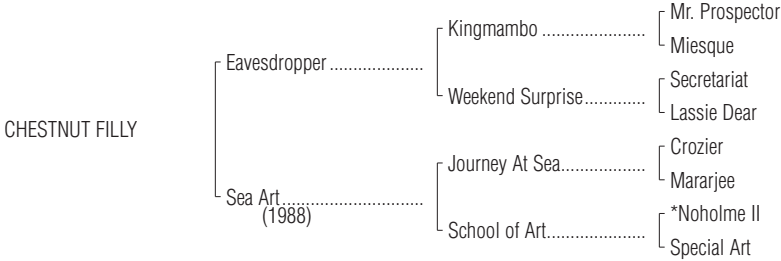 Mr. Prospector
Kingmambo ......................
Miesque
Eavesdropper ....................
Secretariat
Weekend Surprise.............
Lassie Dear
CHESTNUT FILLY
Crozier
Journey At Sea..................
Mararjee
Sea Art..............................
(1988)
*Noholme II
School of Art.....................
Special Art